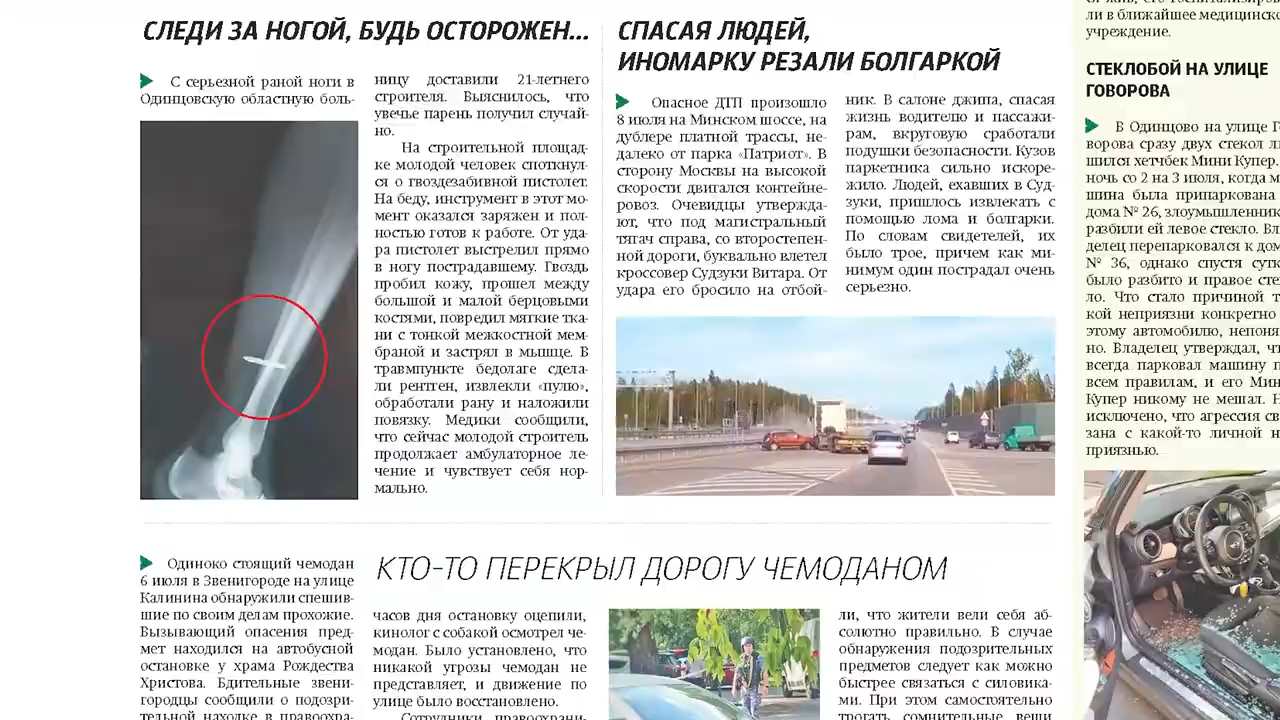 СЛЕДИ ЗА НОГОЙ, БУДЬ ОСТОРОЖЕН...
С серьезной раной ноги в
Одинцовскую областную боль-
ницу доставили 21-летнего
строителя. Выяснилось, что
увечье парень получил случай-
но.
На строительной площад-
ке молодой человек споткнул-
ся о гвоздезабивной пистолет.
На беду, инструмент в этот мо-
мент оказался заряжен и пол-
ностью готов к работе. От уда-
ра пистолет выстрелил прямо
в ногу пострадавшему. Гвоздь
пробил кожу, прошел между
большой и малой берцовыми
костями, повредил мягкие тка-
ни с тонкой межкостной мем-
браной и застрял в мышце. В
травмпункте бедолаге сдела-
ли рентген, извлекли «пулю»,
обработали рану и наложили
повязку. Медики сообщили,
что сейчас молодой строитель
продолжает амбулаторное ле-
чение и чувствует себя нор-
мально.
СПАСАЯ ЛЮДЕЙ,
ИНОМАРКУ РЕЗАЛИ БОЛГАРКОЙ
Опасное ДТП произошло
8 июля на Минском шоссе, на
дублере платной трассы, не-
далеко от парка «Патриот». В
сторону Москвы на высокой
скорости двигался контейне-
ровоз. Очевидцы утвержда-
ют, что под магистральный
тягач справа, со второстепен-
ной дороги, буквально влетел
кроссовер Судзуки Витара. От
удара его бросило на отбой-
ник. В салоне джипа, спасая
жизнь водителю и пассажи-
рам, вкруговую сработали
подушки безопасности. Кузов
паркетника сильно искоре-
жило. Людей, ехавших в Суд-
зуки, пришлось извлекать с
помощью лома и болгарки.
По словам свидетелей, их
было трое, причем как ми-
нимум один пострадал очень
серьезно.
ли в ближайшее медицинско
учреждение.
СТЕКЛОБОЙ НА УЛИЦЕ
ГОВОРОВА
В Одинцово на улице Г
ворова сразу двух стекол ли
шился хетчбек Мини Купер.
ночь со 2 на 3 июля, когда м
шина была припаркована
дома № 26, злоумышленник
разбили ей левое стекло. Вл
делец перепарковался к дом
№ 36, однако спустя сутк
было разбито и правое стек
ло. Что стало причиной т
кой неприязни конкретно
этому автомобилю, непоня
но. Владелец утверждал, чт
всегда парковал машину п
всем правилам, и его Мин
Купер никому не мешал. Н
исключено, что агрессия св
зана с какой-то личной н
приязнью.
КТО-ТО ПЕРЕКРЫЛ ДОРОГУ ЧЕМОДАНОМ
Одиноко стоящий чемодан
6 июля в Звенигороде на улице
Калинина обнаружили спешив-
шие по своим делам прохожие.
Вызывающий опасения пред-
мет находился на автобусной
остановке у храма Рождества
Христова. Бдительные звени-
городцы сообщили о подозри-
тельной находке в правоохра-
часов дня остановку оцепили,
кинолог с собакой осмотрел че-
модан. Было установлено, что
никакой угрозы чемодан не
представляет, и движение по
улице было восстановлено.
Сотрудники правоохрани-
ли, что жители вели себя аб-
солютно правильно. В случае
обнаружения подозрительных
предметов следует как можно
быстрее связаться с силовика-
ми. При этом самостоятельно
трогать сомнительные вещи